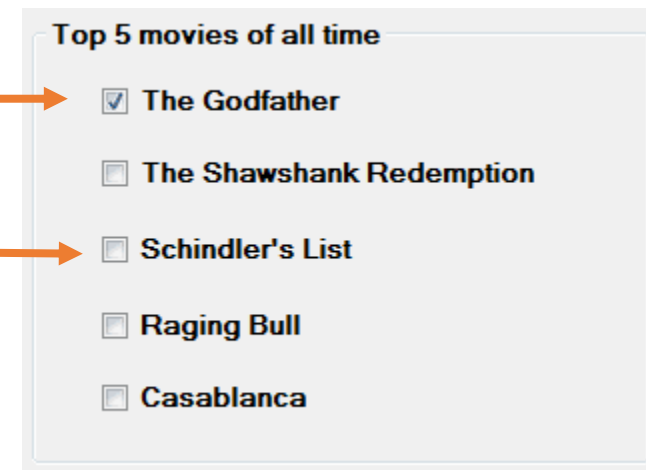 Top 5 movies of all time
The Godfather
The Shawshank Redemption
Schindler's List
Raging Bull
Casablanca